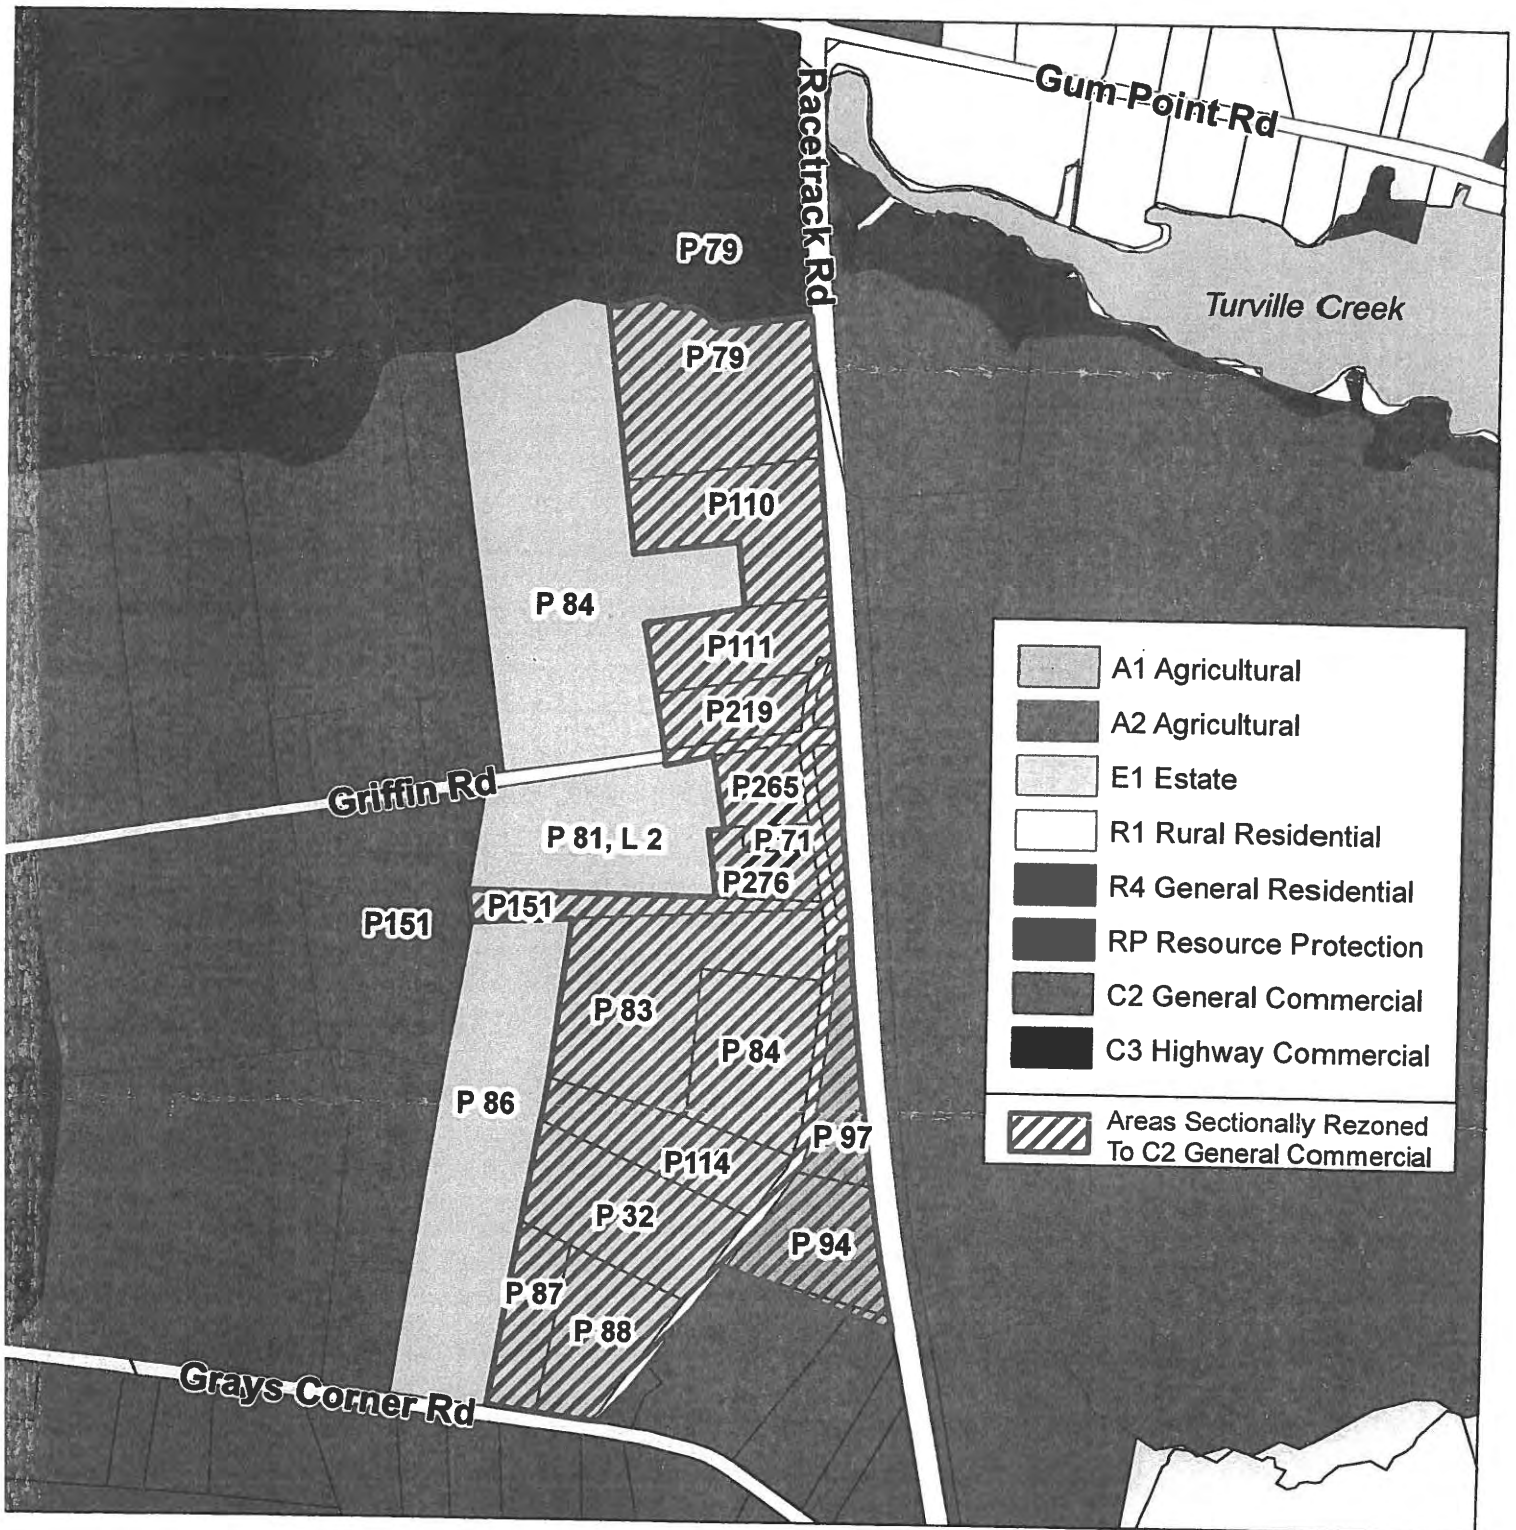 Gum Point Rd
Racetrack Rd
P 79
Turville Creek
P 79
P110
P 84
P111
P219
Griffin Rd
P265
P 81, L 2
P 71
P276
P151
P151
P 83
P 84
P 86
P 97
P114
P 32
P 94
P 87
P 88
Grays Corner Rd
A1 Agricultural
A2 Agricultural
E1 Estate
R1 Rural Residential
R4 General Residential
RP Resource Protection
C2 General Commercial
C3 Highway Commercial
Areas Sectionally Rezoned
To C2 General Commercial